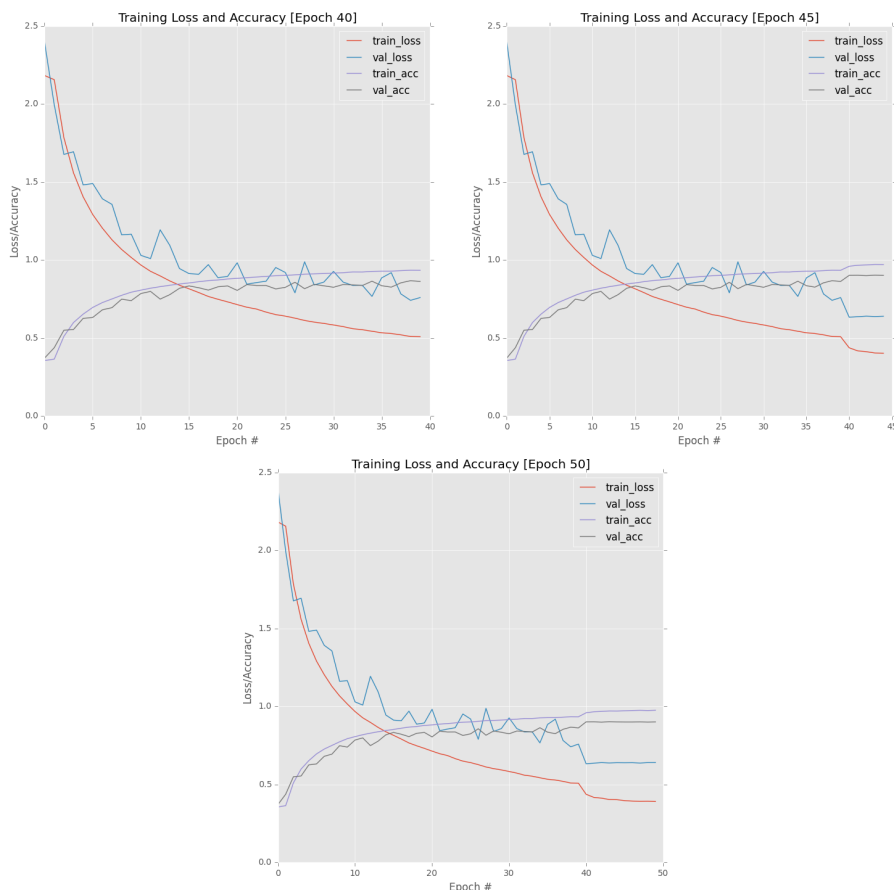 Training Loss and Accuracy [Epoch 40]
2.5
2.0
1.5
1.0
0.5
0.0
Loss/Accuracy
train_loss
val_loss
train_acc
val_acc
0 5 10 15 20 25 30 35 40
Epoch #
Training Loss and Accuracy [Epoch 45]
2.5
2.0
1.5
1.0
0.5
0.0
Loss/Accuracy
train_loss
val_loss
train_acc
val_acc
0 5 10 15 20 25 30 35 40 45
Epoch #
Training Loss and Accuracy [Epoch 50]
2.5
2.0
1.5
1.0
0.5
0.0
Loss/Accuracy
train_loss
val_loss
train_acc
val_acc
0 10 20 30 40 50
Epoch #